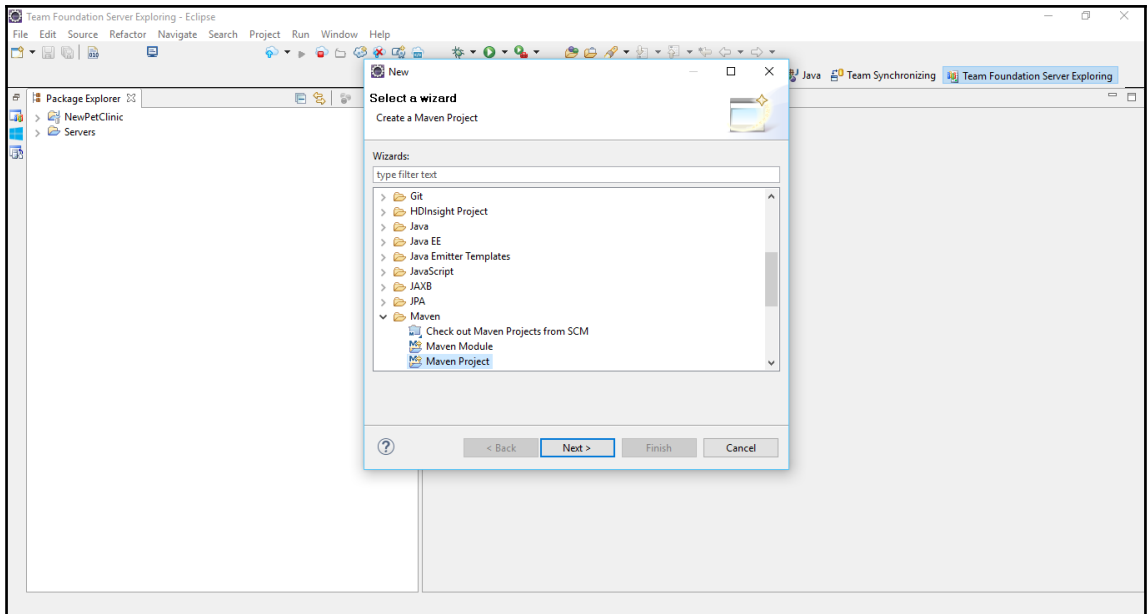 Team Foundation Server Exploring - Eclipse
File Edit Source Refactor Navigate Search Project Run Window Help
Java Team Synchronizing Team Foundation Server Exploring
Package Explorer
NewPetClinic
Servers
New
Select a wizard
Create a Maven Project
Wizards:
type filter text
Git
HDInsight Project
Java
Java EE
Java Emitter Templates
JavaScript
JAXB
JPA
Maven
Check out Maven Projects from SCM
Maven Module
Maven Project
< Back Next > Finish Cancel